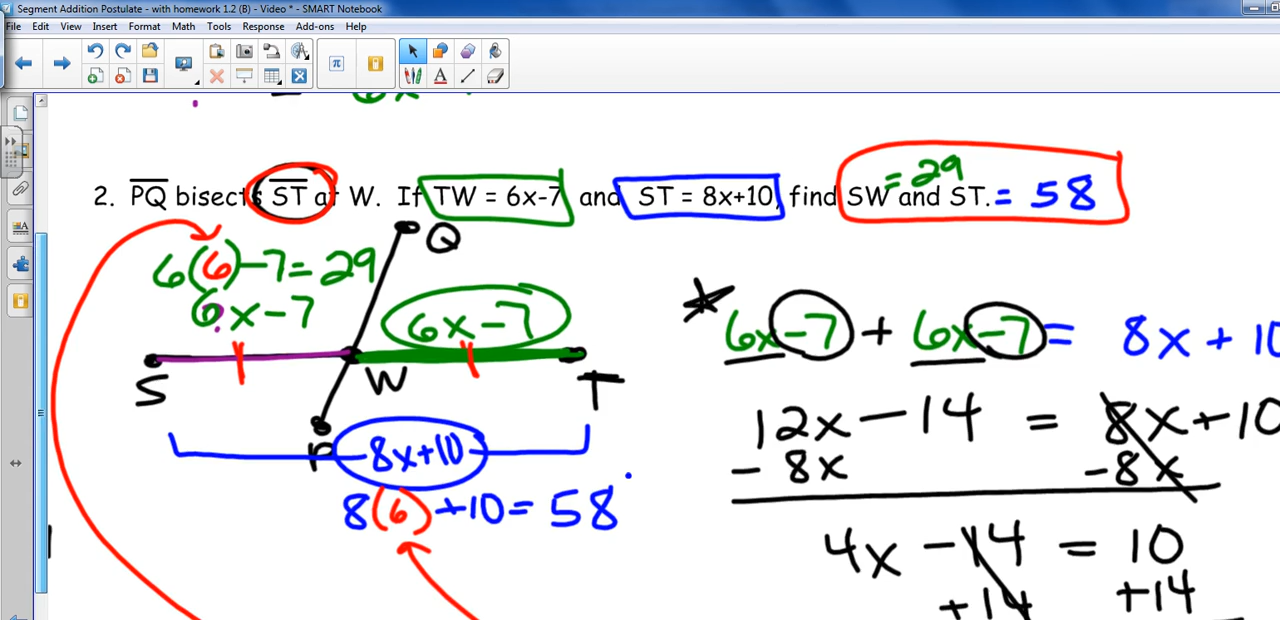 Segment Addition Postulate - with homework 1.2 (B) - Video * - SMART Notebook
File Edit View Insert Format Math Tools Response Add-ons Help
2. PQ bisects ST at W. If TW = 6x-7 and ST = 8x+10, find SW and ST. = 58
= 29
Q
6(6)-7=29
6x-7
6x-7
S
W
T
P
8x+10
8(6)+10=58
6x-7 + 6x-7 = 8x + 10
12x - 14 = 8x+10
- 8x -8x
4x - 14 = 10
+14 +14